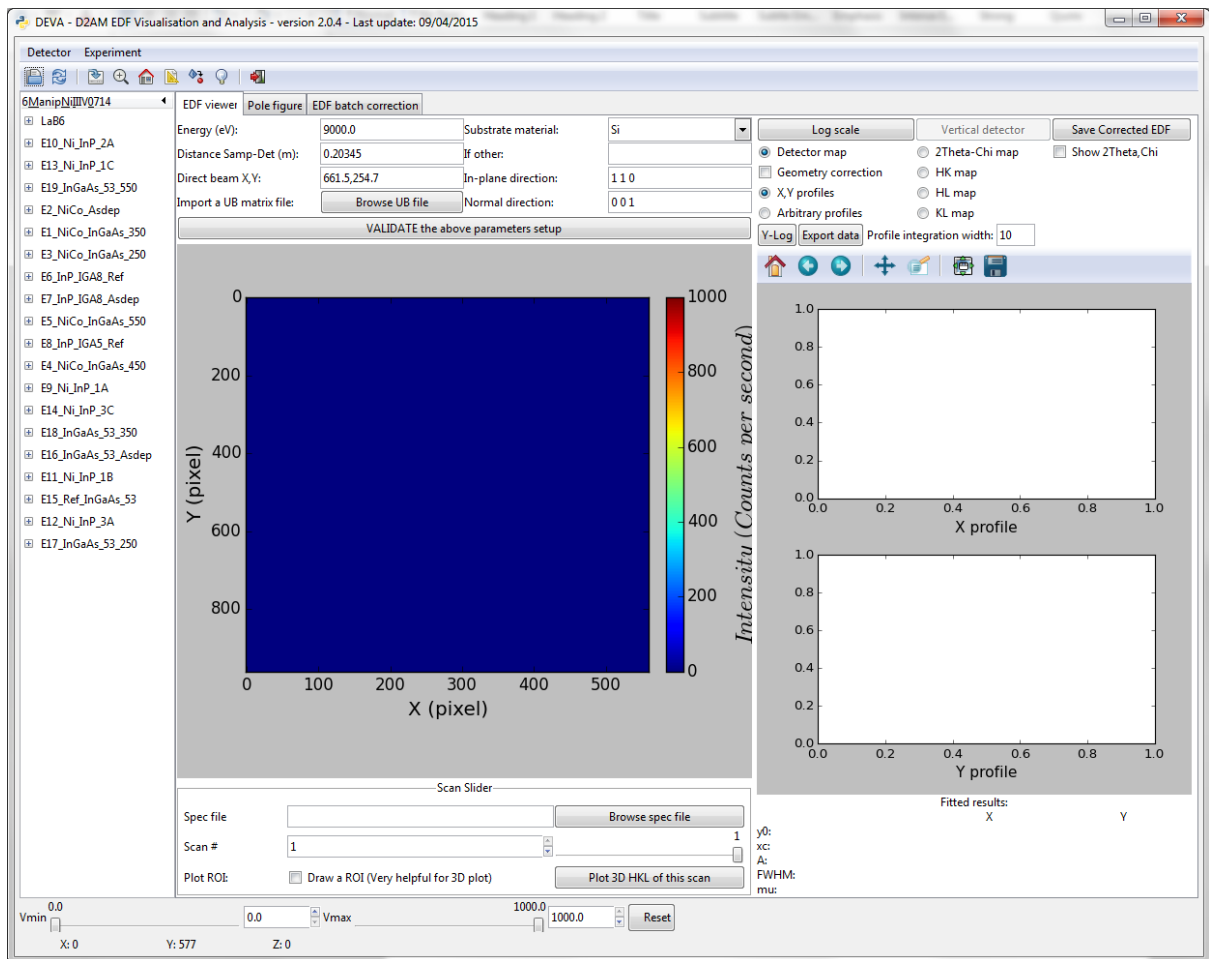 DEVA - D2AM EDF Visualisation and Analysis - version 2.0.4 - Last update: 09/04/2015
Detector Experiment
6ManipNiIIIV0714
LaB6
E10_Ni_InP_2A
E13_Ni_InP_1C
E19_InGaAs_53_550
E2_NiCo_Asdep
E1_NiCo_InGaAs_350
E3_NiCo_InGaAs_250
E6_InP_IGA8_Ref
E7_InP_IGA8_Asdep
E5_NiCo_InGaAs_550
E8_InP_IGA5_Ref
E4_NiCo_InGaAs_450
E9_Ni_InP_1A
E14_Ni_InP_3C
E18_InGaAs_53_350
E16_InGaAs_53_Asdep
E11_Ni_InP_1B
E15_Ref_InGaAs_53
E12_Ni_InP_3A
E17_InGaAs_53_250
EDF viewer Pole figure EDF batch correction
Energy (eV): 9000.0 Substrate material: Si
Distance Samp-Det (m): 0.20345 If other:
Direct beam X,Y: 661.5,254.7 In-plane direction: 1 1 0
Import a UB matrix file: Browse UB file Normal direction: 0 0 1
VALIDATE the above parameters setup
Log scale Vertical detector Save Corrected EDF
Detector map 2Theta-Chi map Show 2Theta,Chi
Geometry correction HK map
X,Y profiles HL map
Arbitrary profiles KL map
Y-Log Export data Profile integration width: 10
0
200
400
600
800
Y (pixel)
0 100 200 300 400 500
X (pixel)
1000
800
600
400
200
0
Intensity (Counts per second)
1.0
0.8
0.6
0.4
0.2
0.0
0.0 0.2 0.4 0.6 0.8 1.0
X profile
1.0
0.8
0.6
0.4
0.2
0.0
0.0 0.2 0.4 0.6 0.8 1.0
Y profile
Scan Slider
Spec file Browse spec file
Scan # 1 1
Plot ROI: Draw a ROI (Very helpful for 3D plot) Plot 3D HKL of this scan
Fitted results:
X Y
y0:
xc:
A:
FWHM:
mu:
0.0 1000.0
Vmin 0.0 Vmax 1000.0 Reset
X: 0 Y: 577 Z: 0